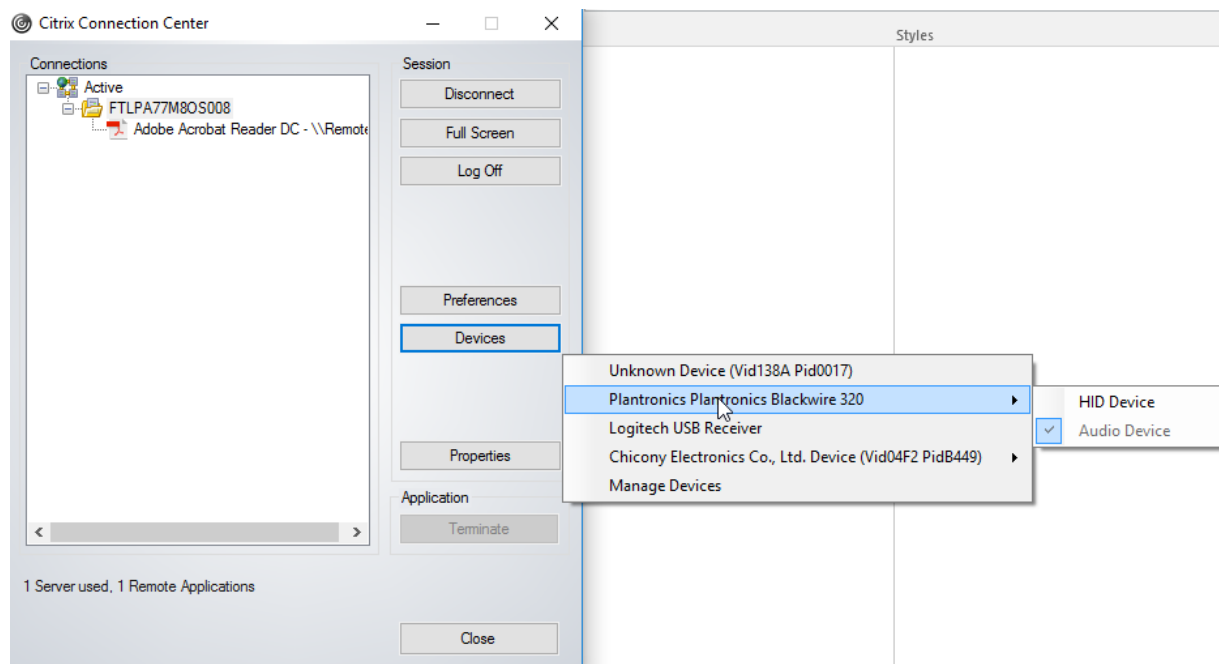 Citrix Connection Center
Styles
Connections
Active
FTLPA77M8OS008
Adobe Acrobat Reader DC - \\Remote
Session
Disconnect
Full Screen
Log Off
Preferences
Devices
Properties
Application
Terminate
Unknown Device (Vid138A Pid0017)
Plantronics Plantronics Blackwire 320
Logitech USB Receiver
Chicony Electronics Co., Ltd. Device (Vid04F2 PidB449)
Manage Devices
HID Device
Audio Device
1 Server used, 1 Remote Applications
Close